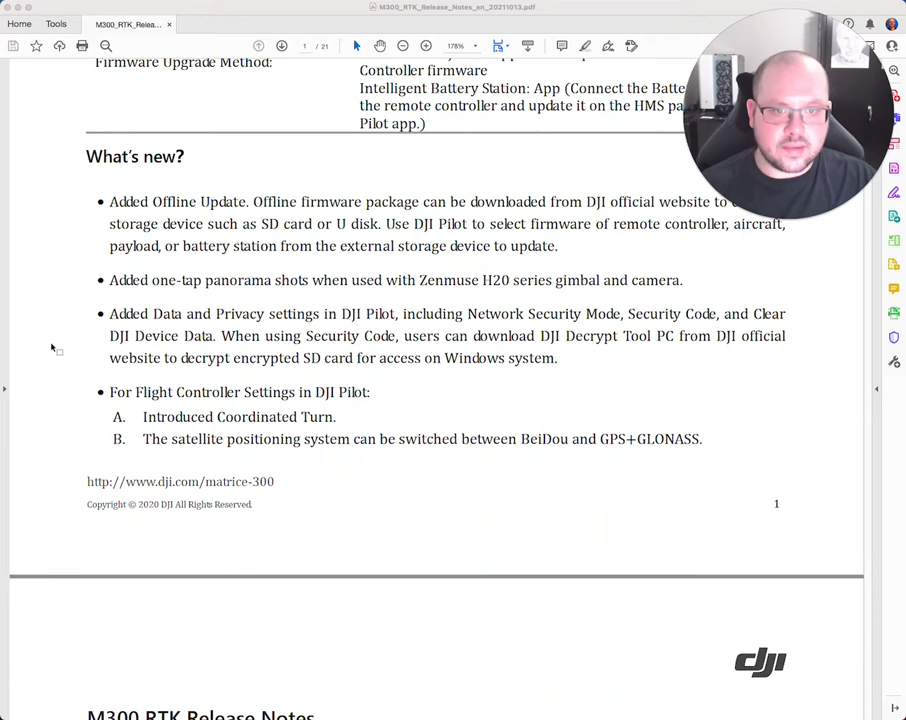 M300_RTK_Release_Notes_en_20211013.pdf
Home Tools M300_RTK_Relea... ×
1 / 21 178%
Firmware Upgrade Method:
Controller firmware
Intelligent Battery Station: App (Connect the Batte
the remote controller and update it on the HMS pa
Pilot app.)
What's new?
• Added Offline Update. Offline firmware package can be downloaded from DJI official website to
storage device such as SD card or U disk. Use DJI Pilot to select firmware of remote controller, aircraft,
payload, or battery station from the external storage device to update.
• Added one-tap panorama shots when used with Zenmuse H20 series gimbal and camera.
• Added Data and Privacy settings in DJI Pilot, including Network Security Mode, Security Code, and Clear
DJI Device Data. When using Security Code, users can download DJI Decrypt Tool PC from DJI official
website to decrypt encrypted SD card for access on Windows system.
• For Flight Controller Settings in DJI Pilot:
A. Introduced Coordinated Turn.
B. The satellite positioning system can be switched between BeiDou and GPS+GLONASS.
http://www.dji.com/matrice-300
Copyright © 2020 DJI All Rights Reserved. 1
dji
M300 RTK Release Notes